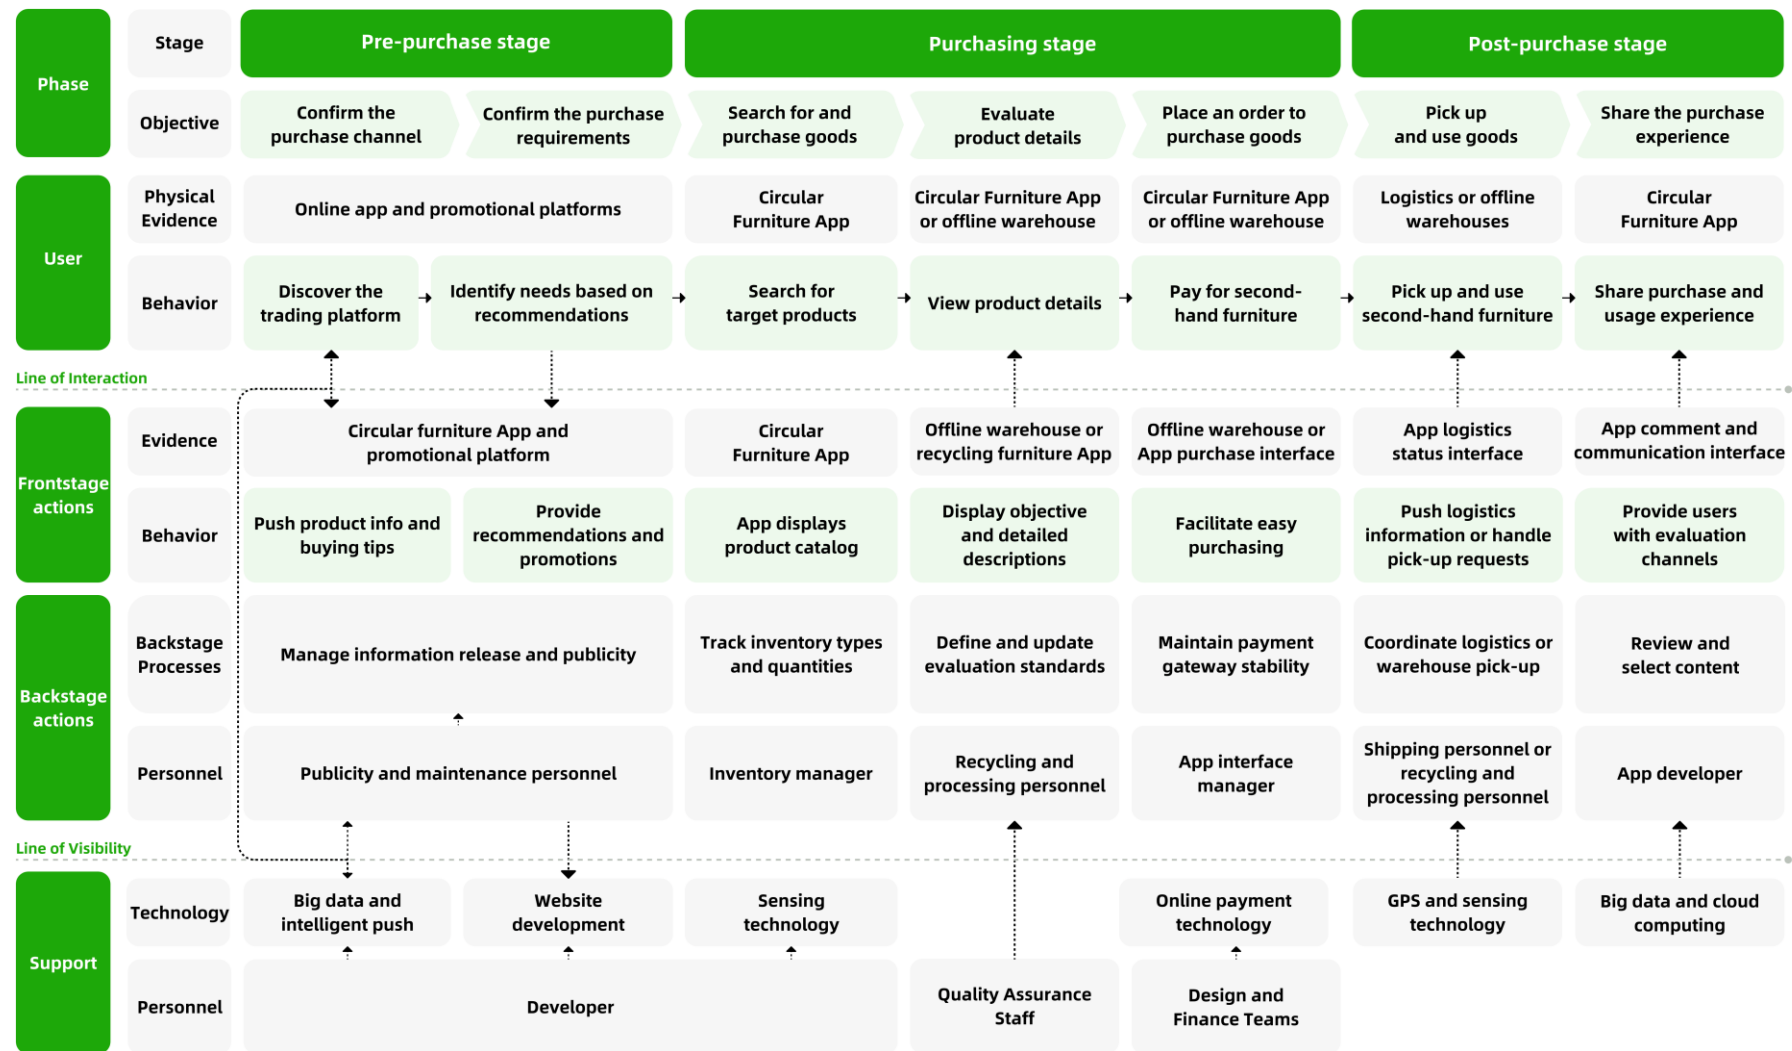 Phase
Stage
Pre-purchase stage
Purchasing stage
Post-purchase stage
Objective
Confirm the
purchase channel
Confirm the purchase
requirements
Search for and
purchase goods
Evaluate
product details
Place an order to
purchase goods
Pick up
and use goods
Share the purchase
experience
User
Physical
Evidence
Online app and promotional platforms
Circular
Furniture App
Circular Furniture App
or offline warehouse
Circular Furniture App
or offline warehouse
Logistics or offline
warehouses
Circular
Furniture App
Behavior
Discover the
trading platform
Identify needs based on
recommendations
Search for
target products
View product details
Pay for second-
hand furniture
Pick up and use
second-hand furniture
Share purchase and
usage experience
Line of Interaction
Frontstage
actions
Evidence
Circular furniture App and
promotional platform
Circular
Furniture App
Offline warehouse or
recycling furniture App
Offline warehouse or
App purchase interface
App logistics
status interface
App comment and
communication interface
Behavior
Push product info and
buying tips
Provide
recommendations and
promotions
App displays
product catalog
Display objective
and detailed
descriptions
Facilitate easy
purchasing
Push logistics
information or handle
pick-up requests
Provide users
with evaluation
channels
Backstage
actions
Backstage
Processes
Manage information release and publicity
Track inventory types
and quantities
Define and update
evaluation standards
Maintain payment
gateway stability
Coordinate logistics or
warehouse pick-up
Review and
select content
Personnel
Publicity and maintenance personnel
Inventory manager
Recycling and
processing personnel
App interface
manager
Shipping personnel or
recycling and
processing personnel
App developer
Line of Visibility
Support
Technology
Big data and
intelligent push
Website
development
Sensing
technology
Online payment
technology
GPS and sensing
technology
Big data and cloud
computing
Personnel
Developer
Quality Assurance
Staff
Design and
Finance Teams